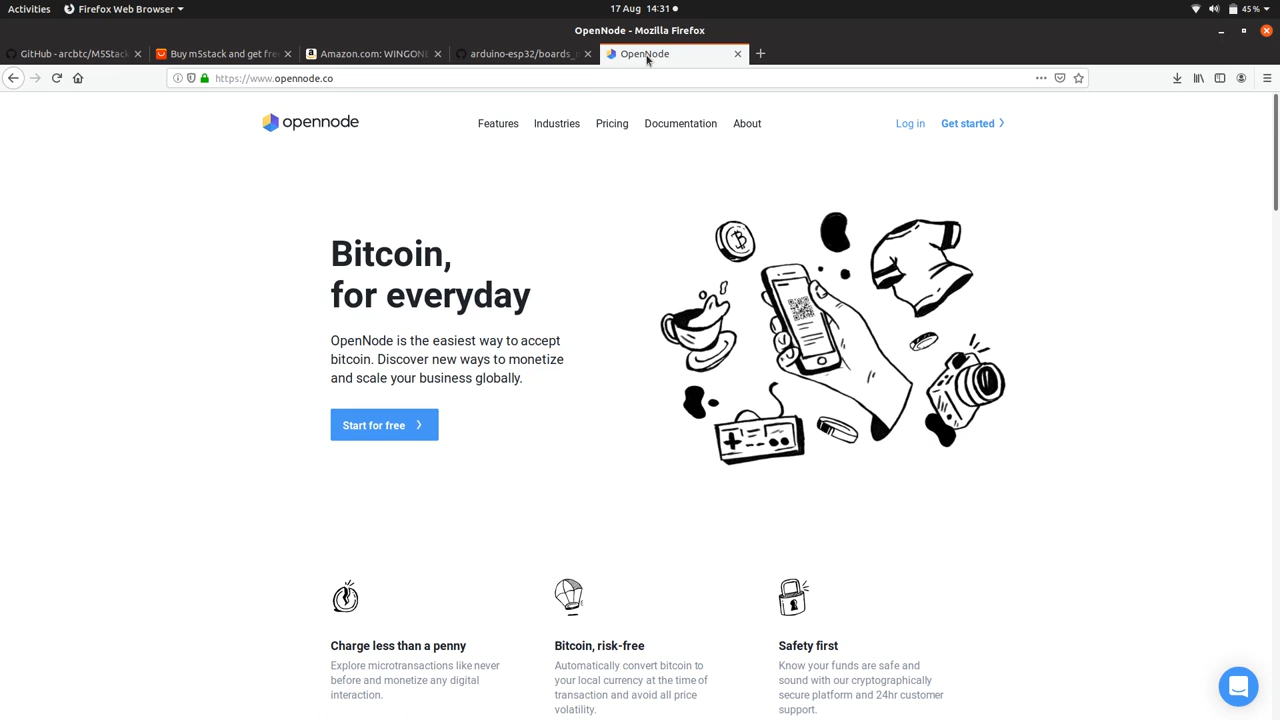 Activities
Firefox Web Browser
17 Aug 14:31
45 %
OpenNode - Mozilla Firefox
GitHub - arcbtc/M5Stack
Buy m5stack and get free
Amazon.com: WINGONE
arduino-esp32/boards_
OpenNode
https://www.opennode.co
opennode
Features
Industries
Pricing
Documentation
About
Log in
Get started
Bitcoin,
for everyday
OpenNode is the easiest way to accept
bitcoin. Discover new ways to monetize
and scale your business globally.
Start for free
Charge less than a penny
Explore microtransactions like never
before and monetize any digital
interaction.
Bitcoin, risk-free
Automatically convert bitcoin to
your local currency at the time of
transaction and avoid all price
volatility.
Safety first
Know your funds are safe and
sound with our cryptographically
secure platform and 24hr customer
support.